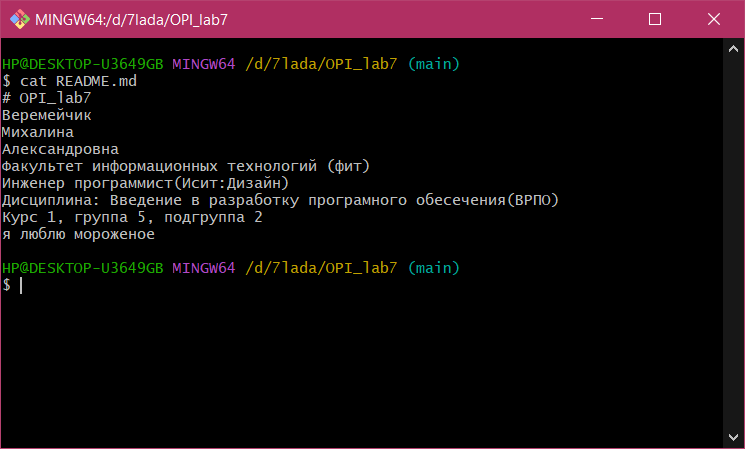 MINGW64:/d/7lada/OPI_lab7
HP@DESKTOP-U3649GB MINGW64 /d/7lada/OPI_lab7 (main)
$ cat README.md
# OPI_lab7
Веремейчик
Михалина
Александровна
Факультет информационных технологий (фит)
Инженер программист(Исит:Дизайн)
Дисциплина: Введение в разработку програмного обесечения(ВРПО)
Курс 1, группа 5, подгруппа 2
я люблю мороженое
HP@DESKTOP-U3649GB MINGW64 /d/7lada/OPI_lab7 (main)
$